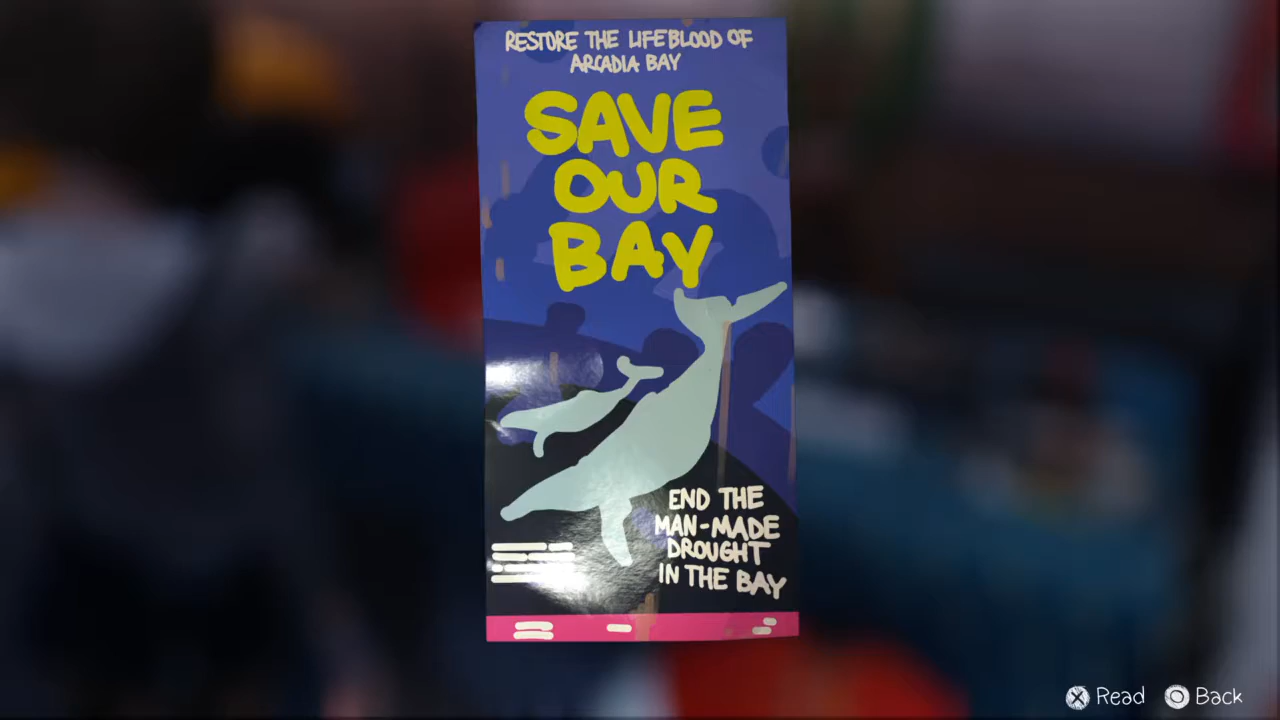 RESTORE THE LIFEBLOOD OF
ARCADIA BAY
SAVE
OUR
BAY
END THE
MAN-MADE
DROUGHT
IN THE BAY
Read Back